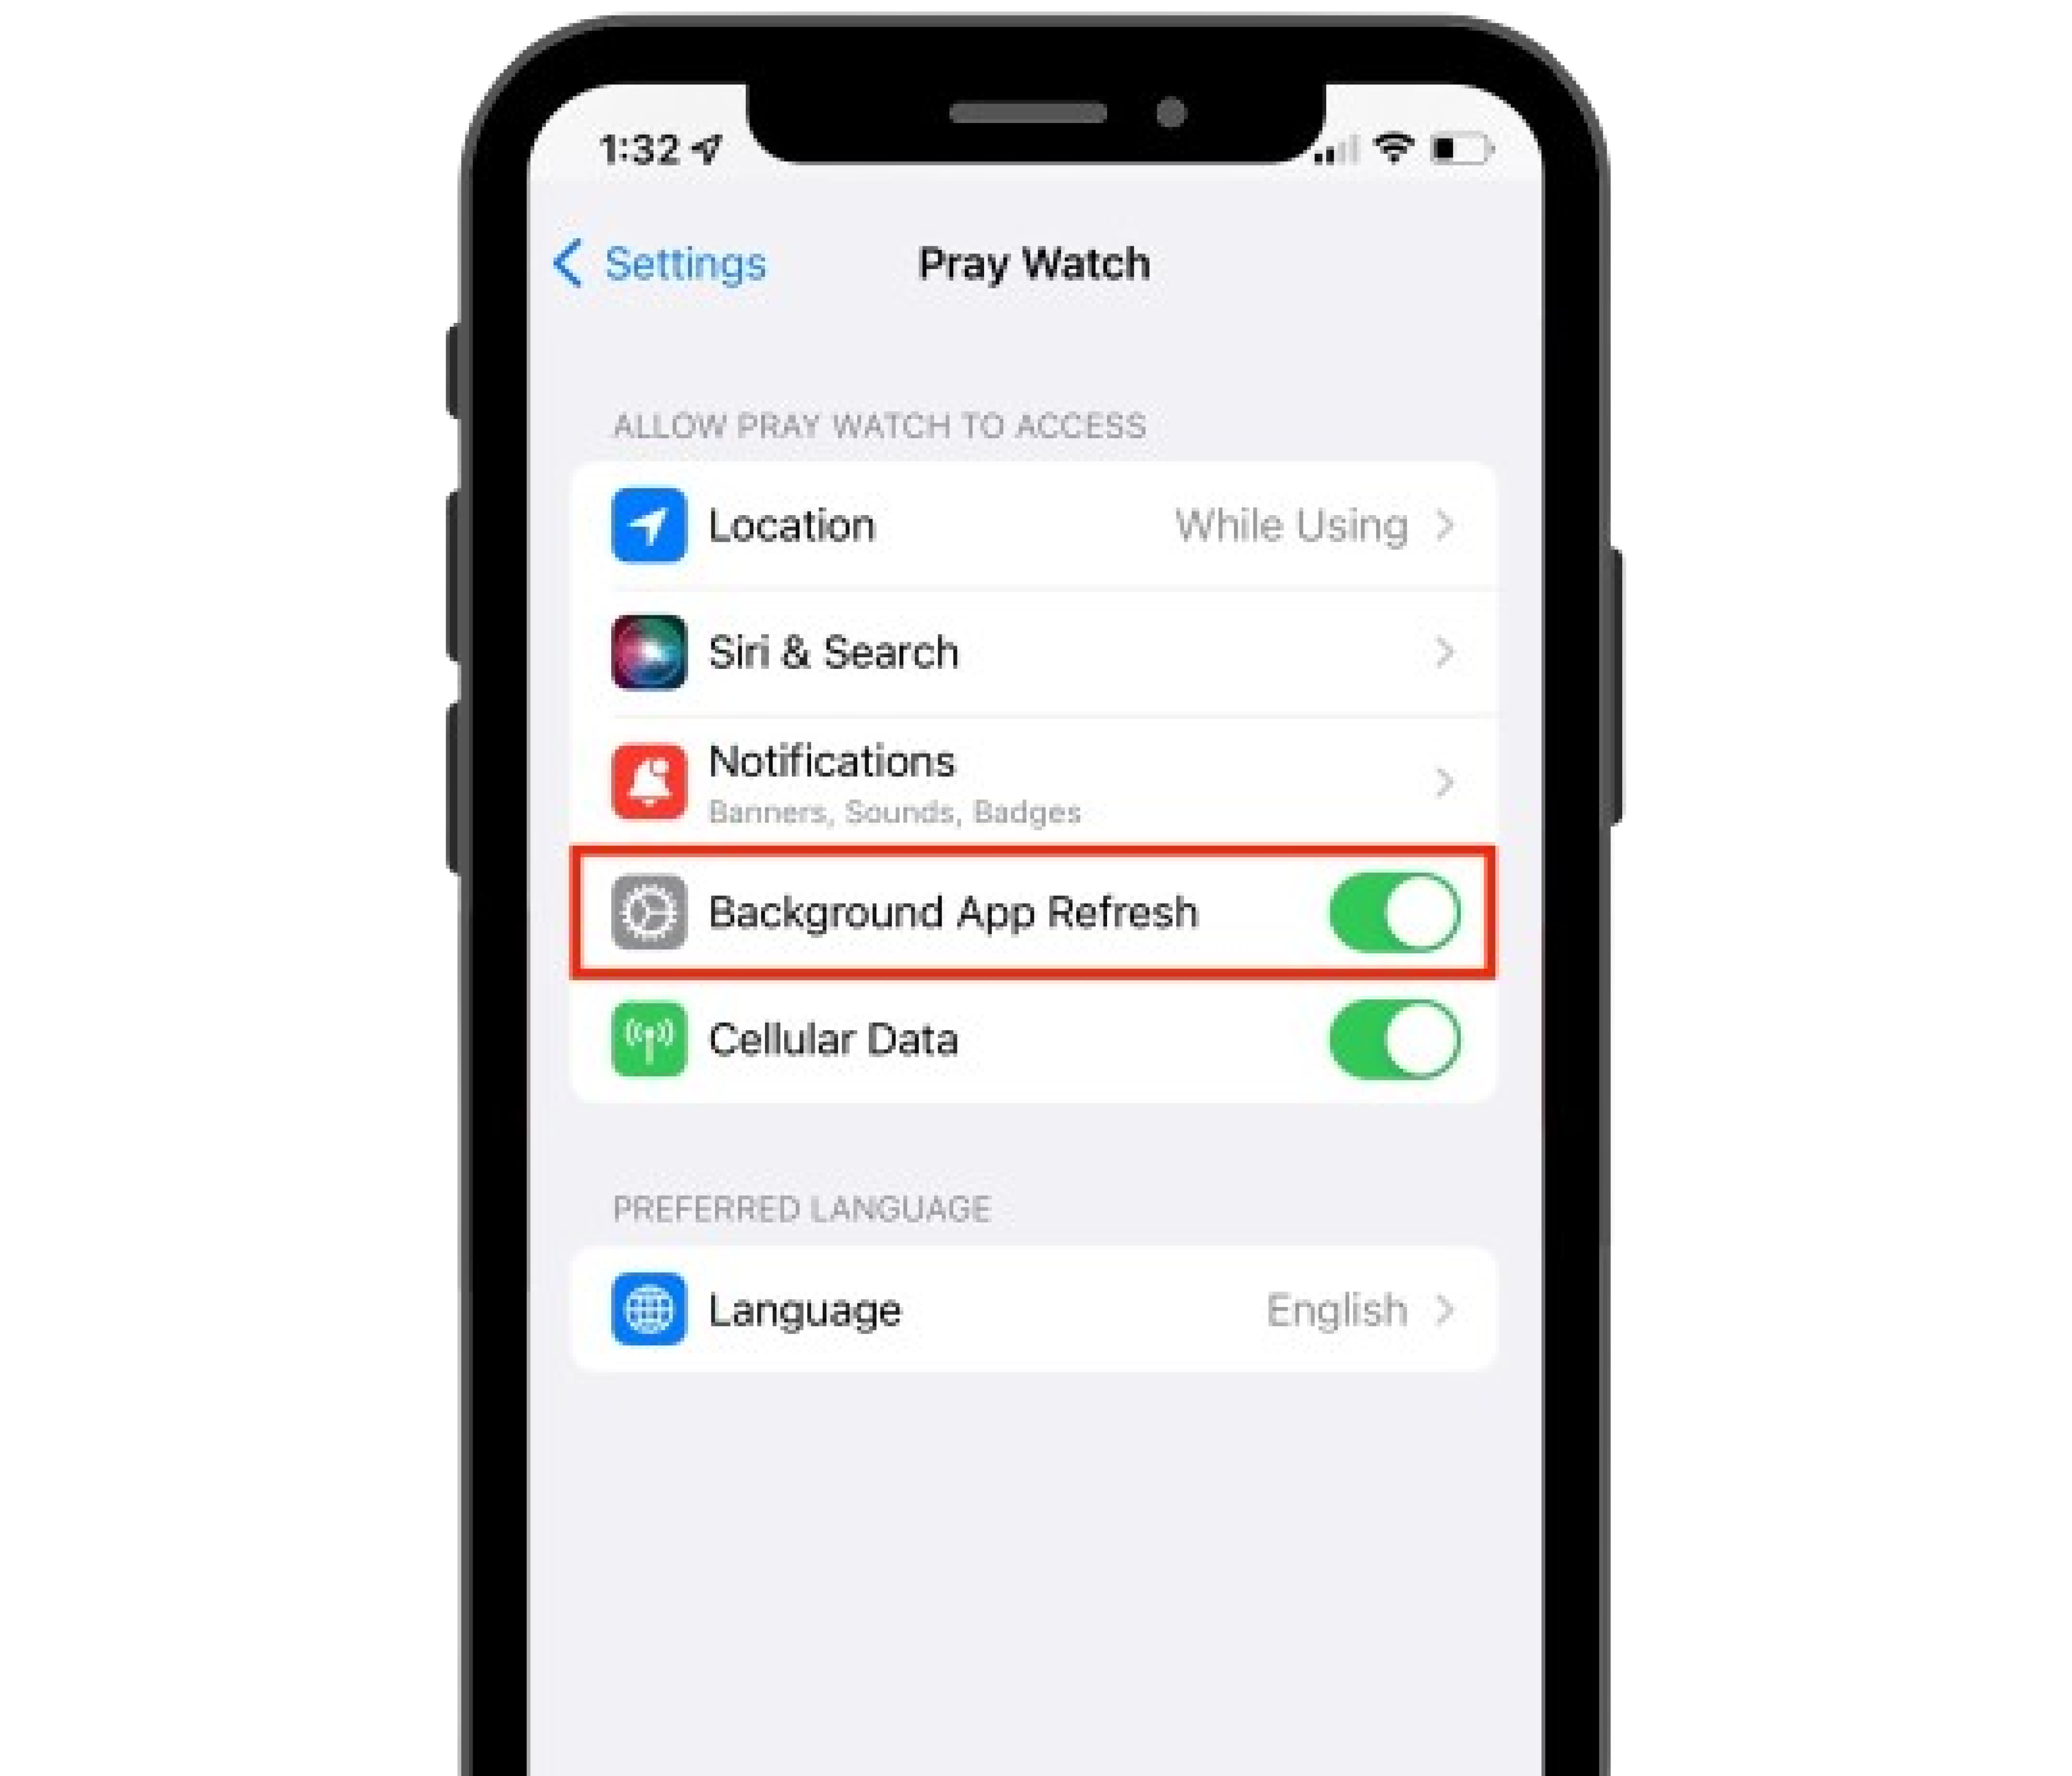 1:32
Settings
Pray Watch
ALLOW PRAY WATCH TO ACCESS
Location
While Using
Siri & Search
Notifications
Banners, Sounds, Badges
Background App Refresh
Cellular Data
PREFERRED LANGUAGE
Language
English